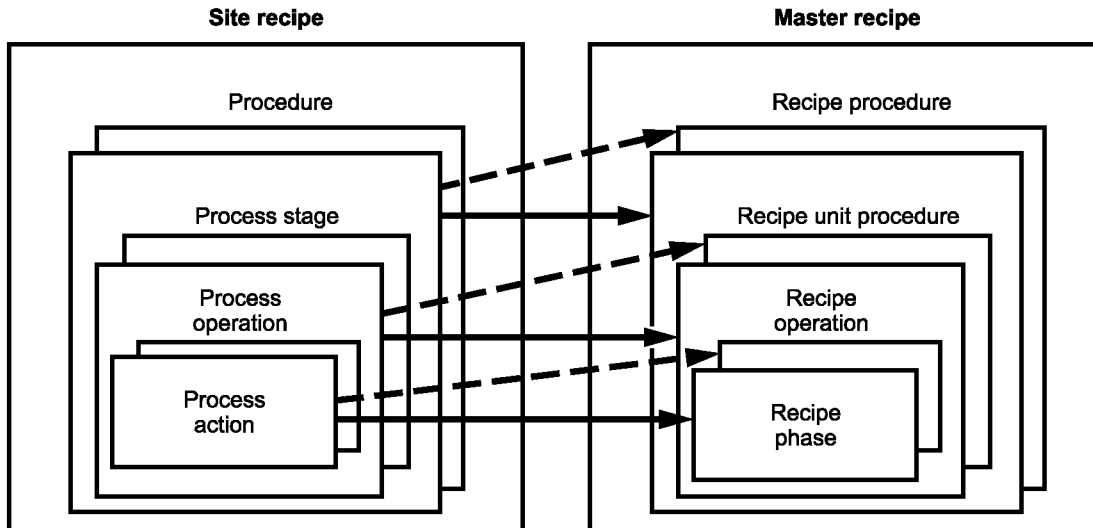 Site recipe
Master recipe
Procedure
Recipe procedure
Process stage
Recipe unit procedure
Process
operation
Recipe
operation
Process
action
Recipe
phase